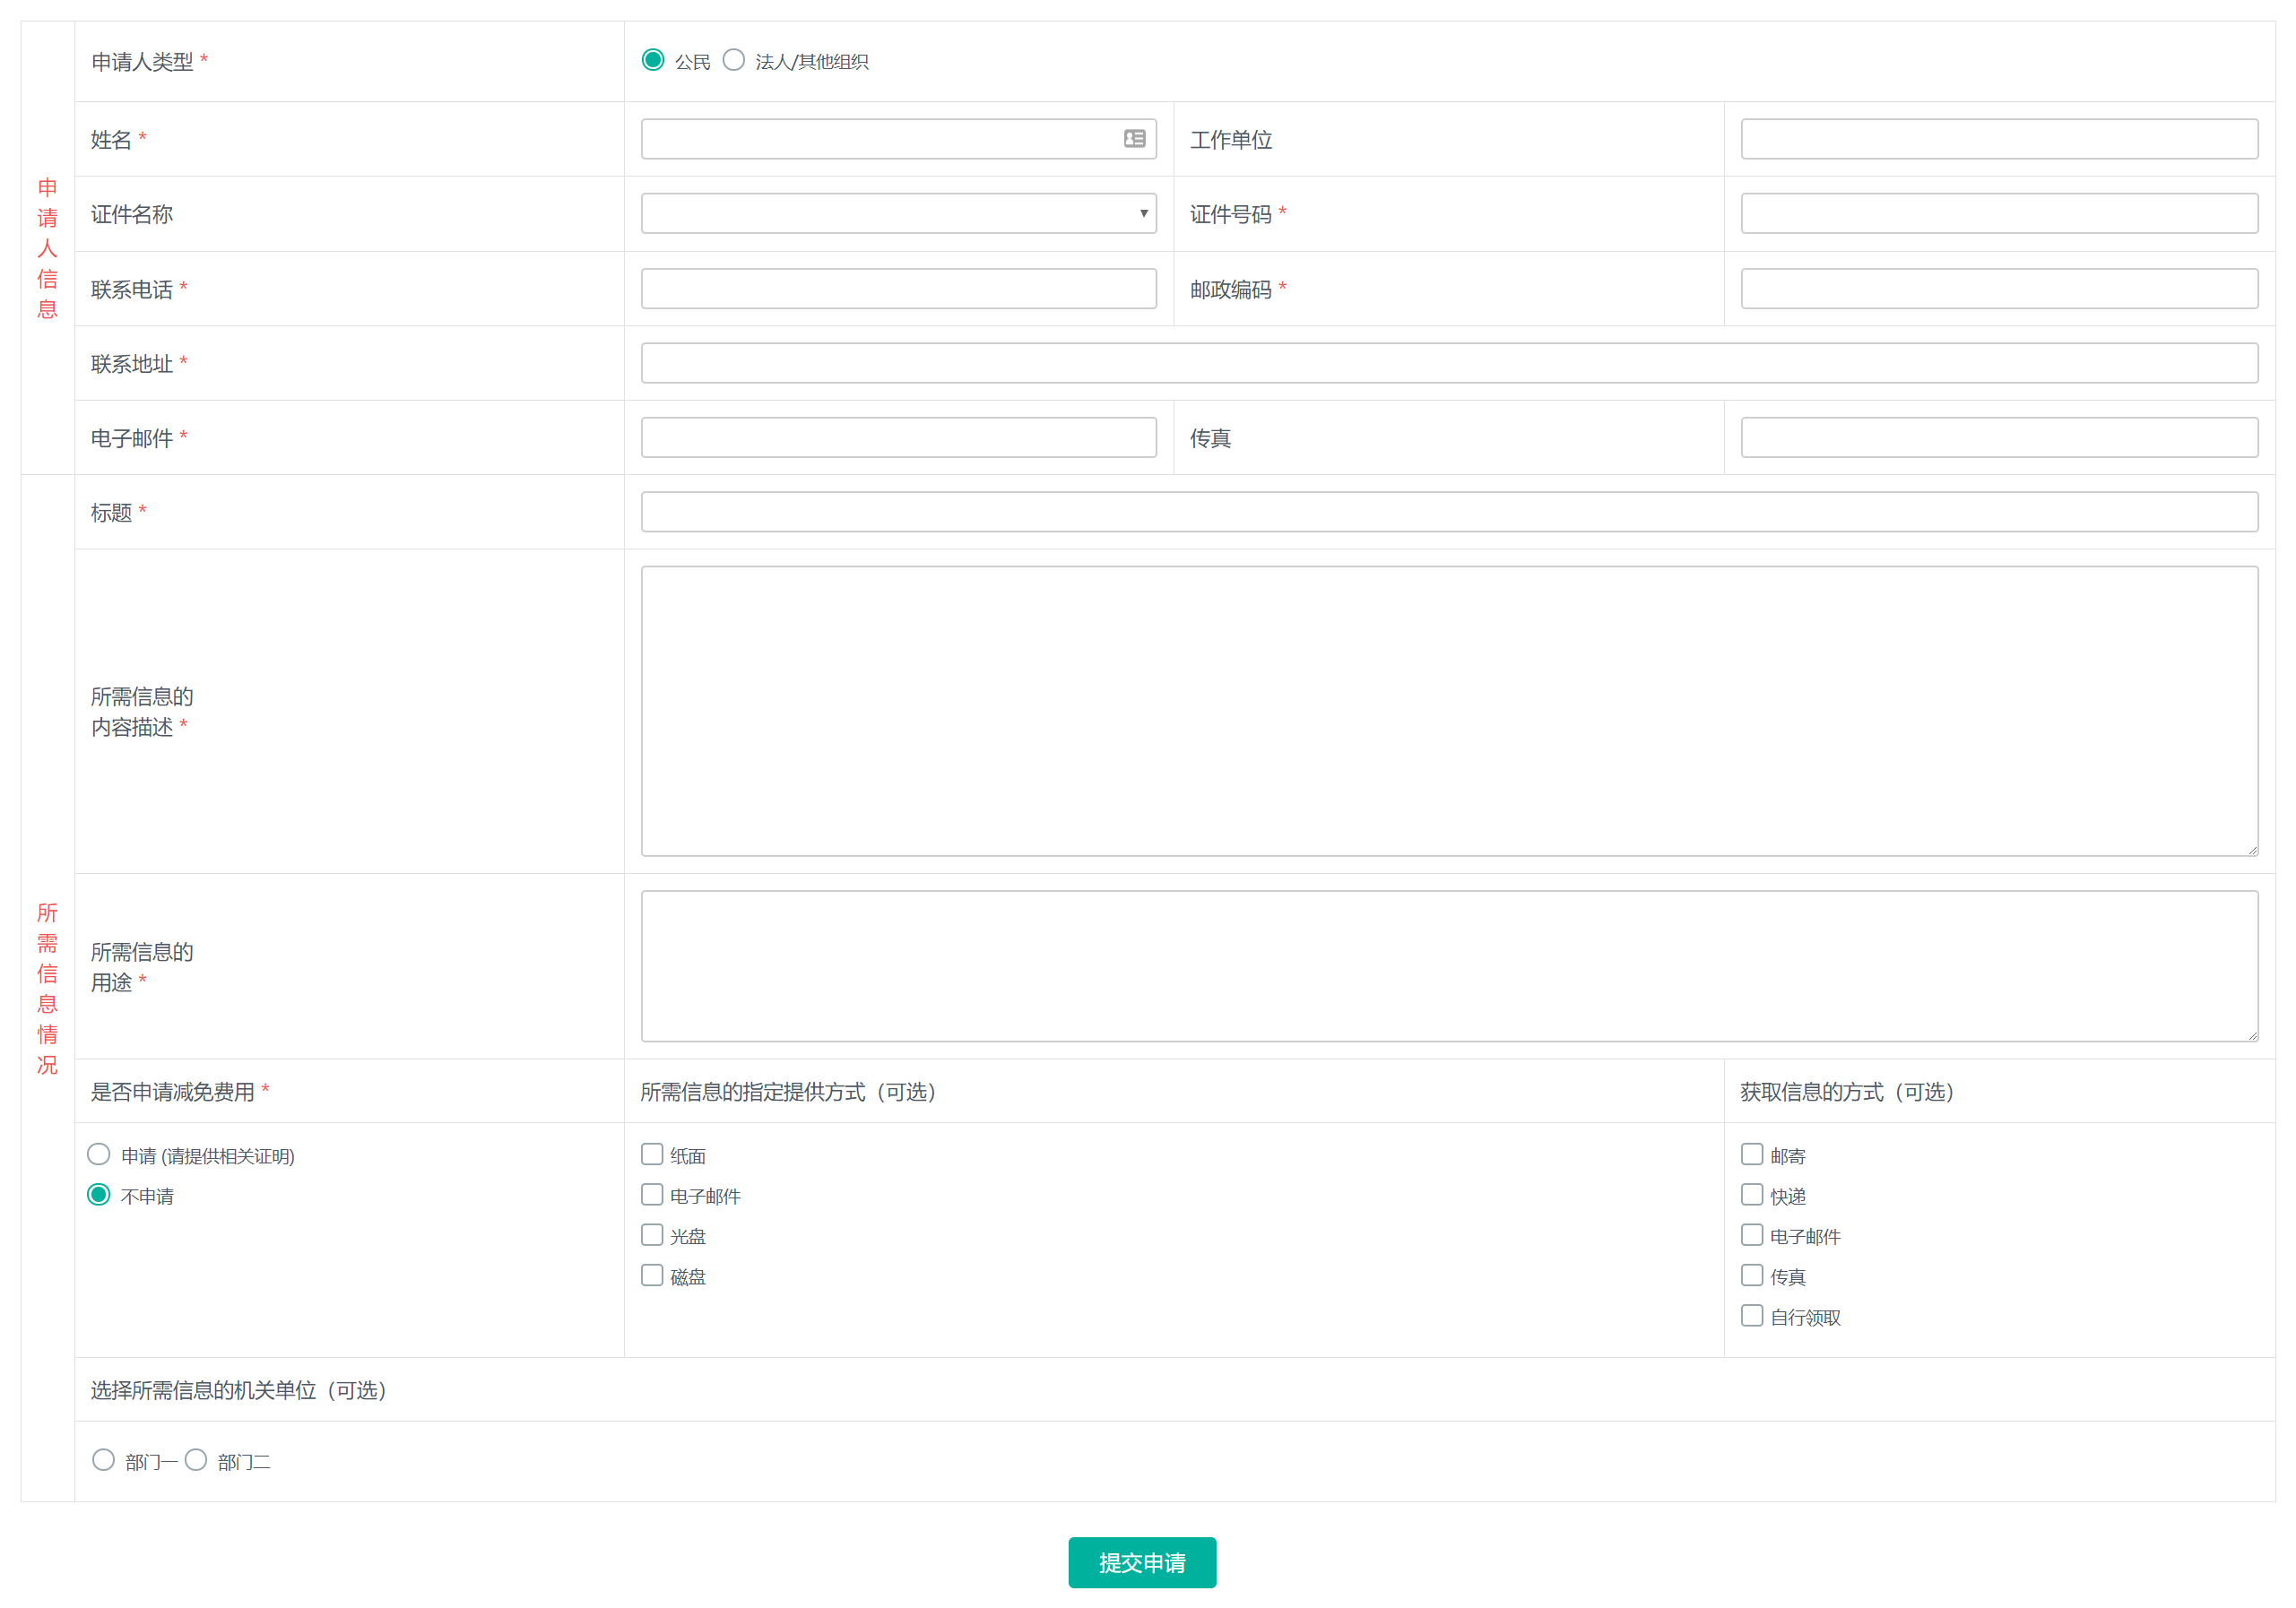 申请人信息
申请人类型 *
公民 法人/其他组织
姓名 *
工作单位
证件名称
证件号码 *
联系电话 *
邮政编码 *
联系地址 *
电子邮件 *
传真
所需信息情况
标题 *
所需信息的
内容描述 *
所需信息的
用途 *
是否申请减免费用 *
所需信息的指定提供方式（可选）
获取信息的方式（可选）
申请 (请提供相关证明)
不申请
纸面
电子邮件
光盘
磁盘
邮寄
快递
电子邮件
传真
自行领取
选择所需信息的机关单位（可选）
部门一 部门二
提交申请